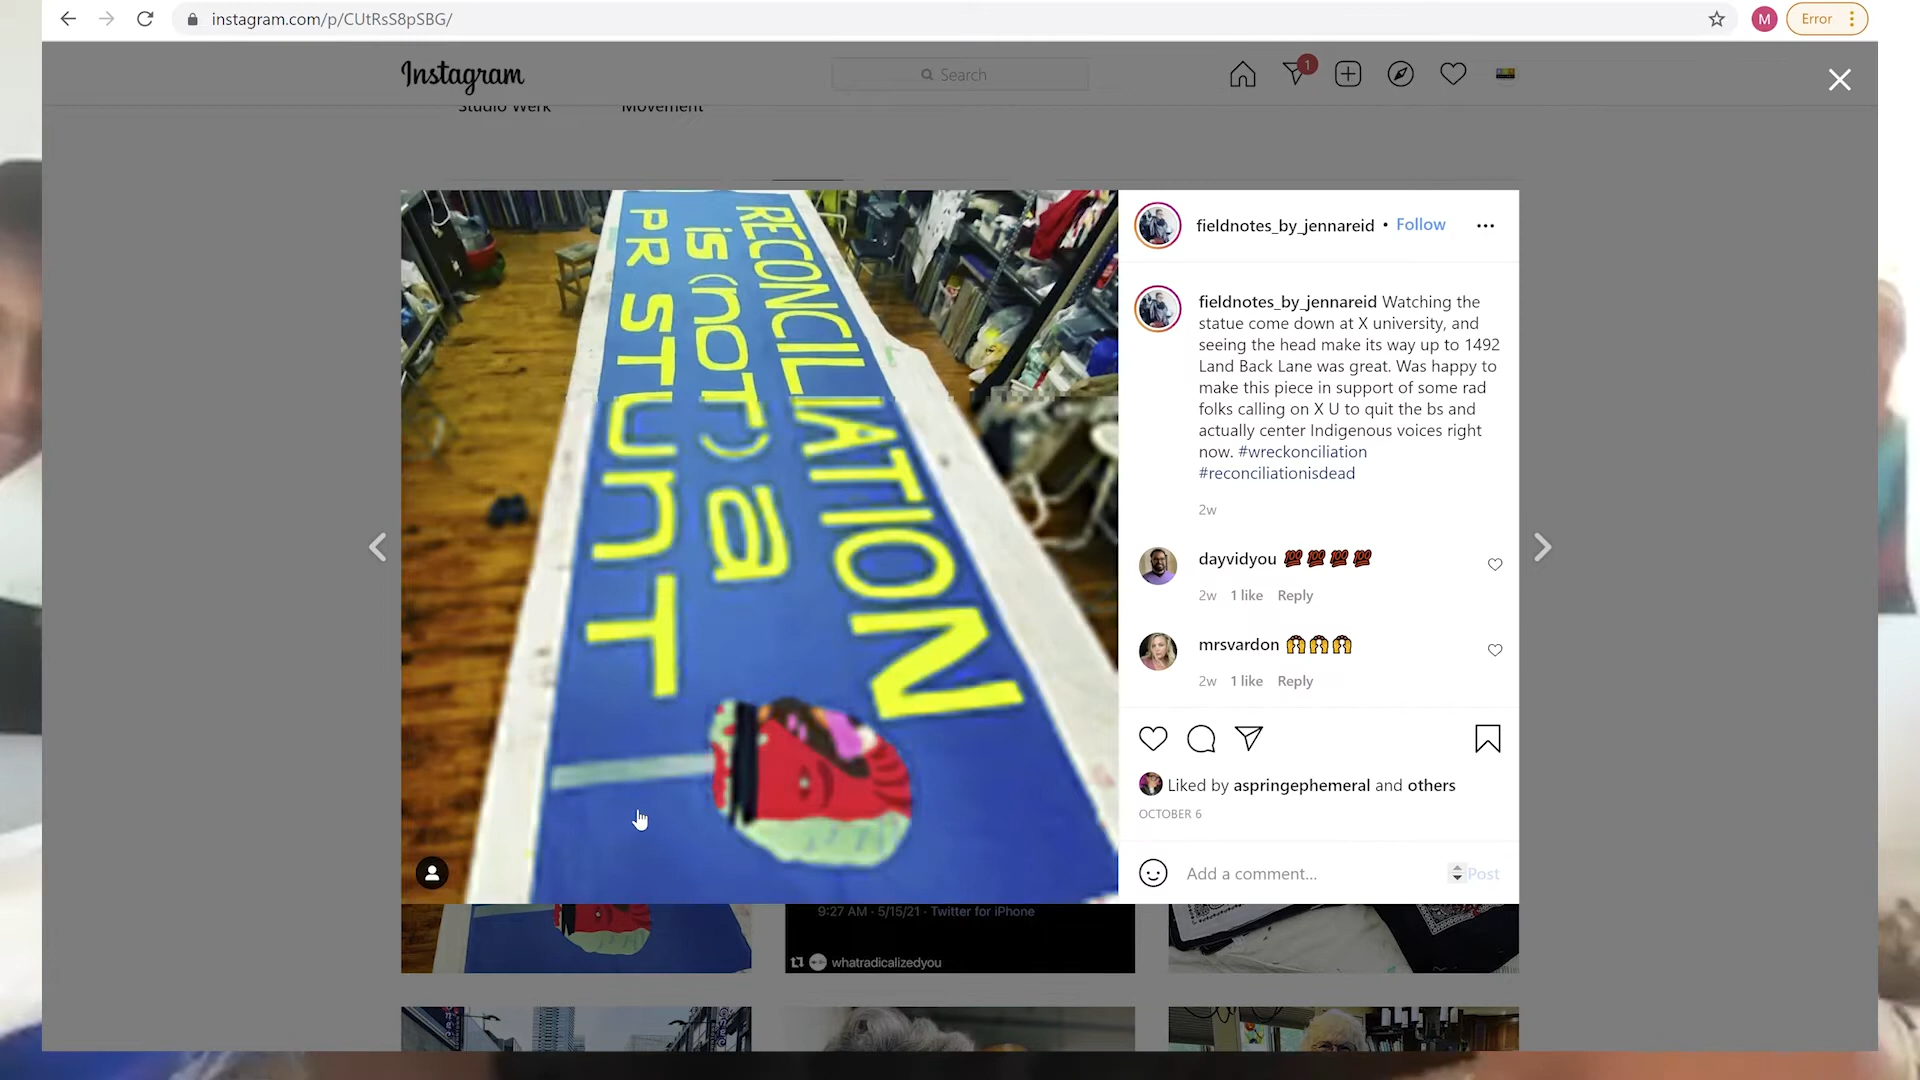 instagram.com/p/CUtRsS8pSBG/
M
Error
Instagram
Search
1
Studio Werk
Movement
RECONCILIATION
is (not) a
PR STUnT
fieldnotes_by_jennareid • Follow
fieldnotes_by_jennareid Watching the
statue come down at X university, and
seeing the head make its way up to 1492
Land Back Lane was great. Was happy to
make this piece in support of some rad
folks calling on X U to quit the bs and
actually center Indigenous voices right
now. #wreckonciliation
#reconciliationisdead
2w
dayvidyou 💯 💯 💯 💯
2w 1 like Reply
mrsvardon 🙌🙌🙌
2w 1 like Reply
Liked by aspringephemeral and others
OCTOBER 6
Add a comment...
Post
9:27 AM · 5/15/21 · Twitter for iPhone
whatradicalizedyou